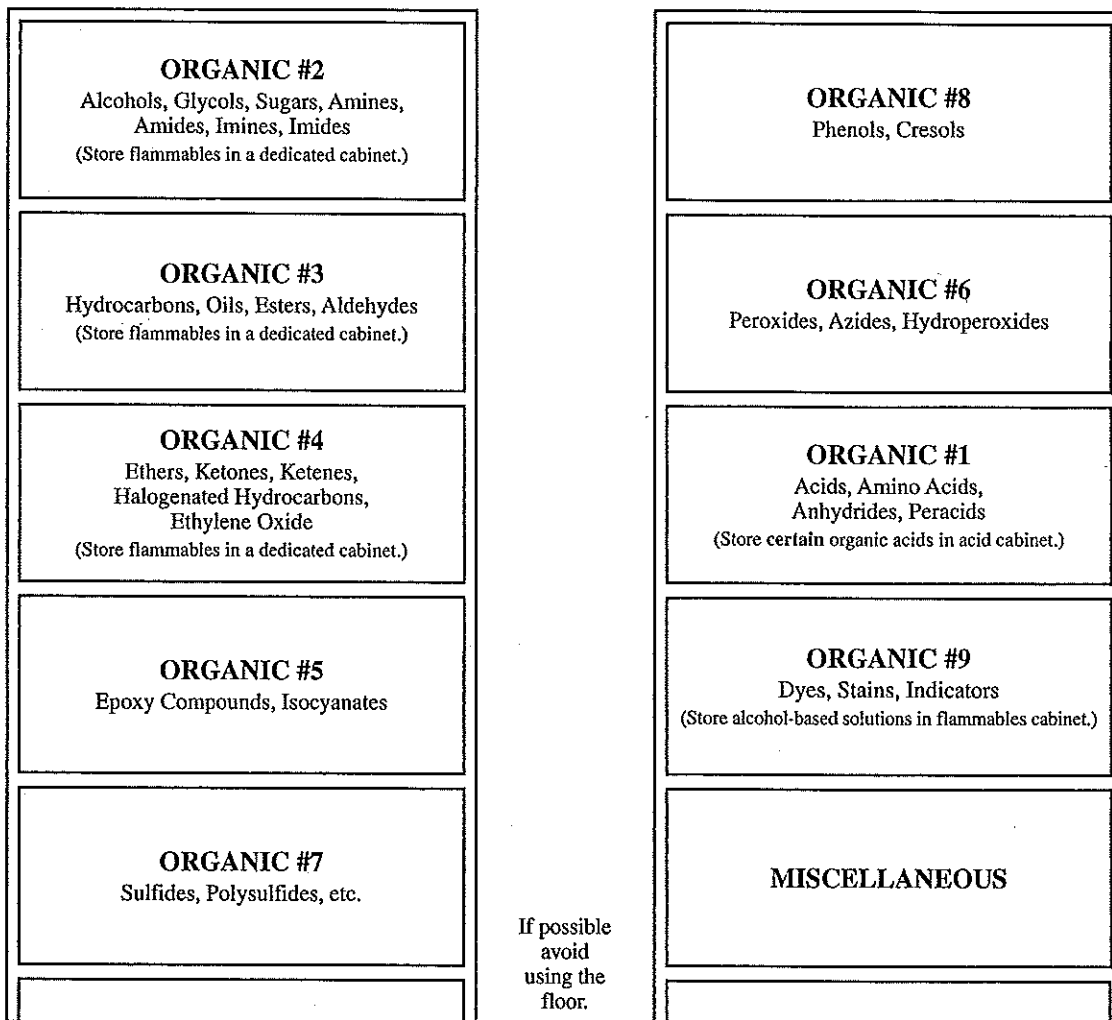 ORGANIC #2
Alcohols, Glycols, Sugars, Amines,
Amides, Imines, Imides
(Store flammables in a dedicated cabinet.)
ORGANIC #3
Hydrocarbons, Oils, Esters, Aldehydes
(Store flammables in a dedicated cabinet.)
ORGANIC #4
Ethers, Ketones, Ketenes,
Halogenated Hydrocarbons,
Ethylene Oxide
(Store flammables in a dedicated cabinet.)
ORGANIC #5
Epoxy Compounds, Isocyanates
ORGANIC #7
Sulfides, Polysulfides, etc.
If possible
avoid
using the
floor.
ORGANIC #8
Phenols, Cresols
ORGANIC #6
Peroxides, Azides, Hydroperoxides
ORGANIC #1
Acids, Amino Acids,
Anhydrides, Peracids
(Store certain organic acids in acid cabinet.)
ORGANIC #9
Dyes, Stains, Indicators
(Store alcohol-based solutions in flammables cabinet.)
MISCELLANEOUS